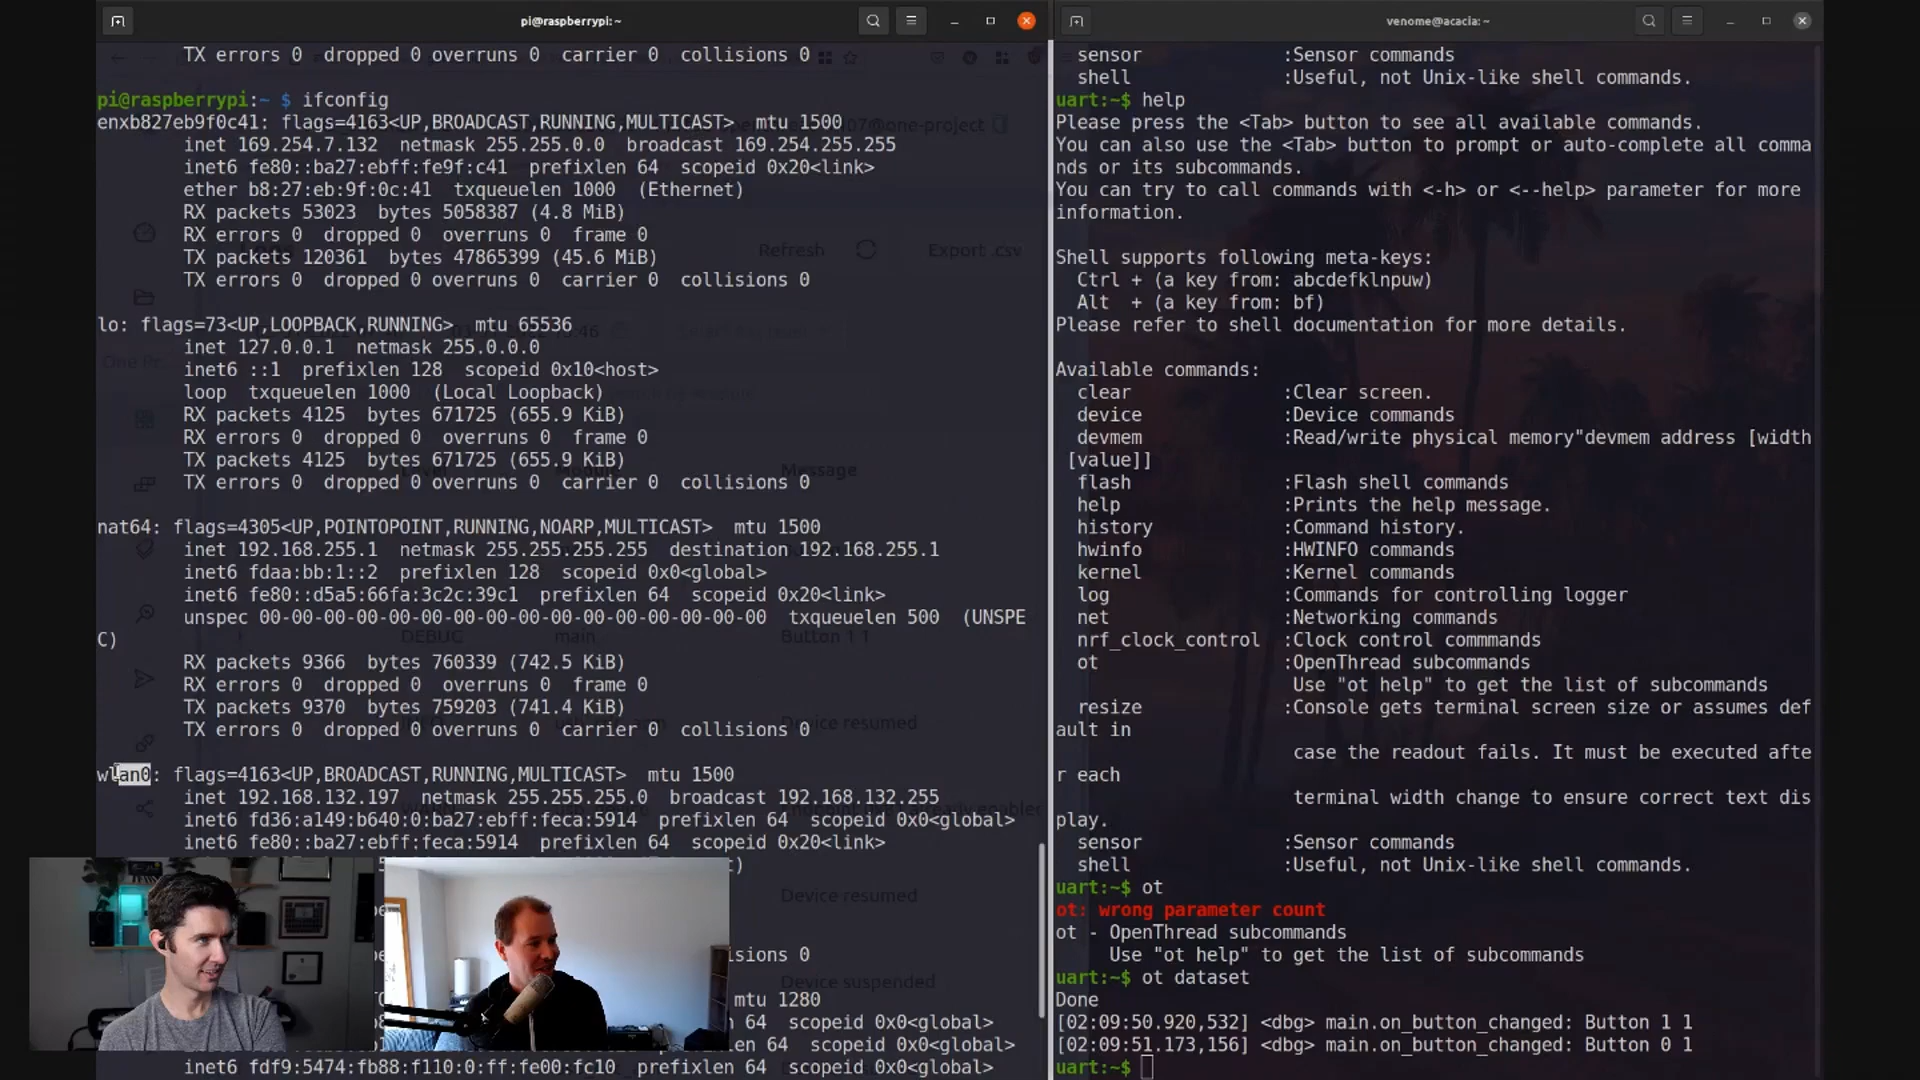 pi@raspberrypi: ~
TX errors 0 dropped 0 overruns 0 carrier 0 collisions 0
pi@raspberrypi:~ $ ifconfig
enxb827eb9f0c41: flags=4163<UP,BROADCAST,RUNNING,MULTICAST> mtu 1500
inet 169.254.7.132 netmask 255.255.0.0 broadcast 169.254.255.255
inet6 fe80::ba27:ebff:fe9f:c41 prefixlen 64 scopeid 0x20<link>
ether b8:27:eb:9f:0c:41 txqueuelen 1000 (Ethernet)
RX packets 53023 bytes 5058387 (4.8 MiB)
RX errors 0 dropped 0 overruns 0 frame 0
TX packets 120361 bytes 47865399 (45.6 MiB)
TX errors 0 dropped 0 overruns 0 carrier 0 collisions 0
Refresh Export .csv
lo: flags=73<UP,LOOPBACK,RUNNING> mtu 65536
inet 127.0.0.1 netmask 255.0.0.0
inet6 ::1 prefixlen 128 scopeid 0x10<host>
loop txqueuelen 1000 (Local Loopback)
RX packets 4125 bytes 671725 (655.9 KiB)
RX errors 0 dropped 0 overruns 0 frame 0
TX packets 4125 bytes 671725 (655.9 KiB)
Message
TX errors 0 dropped 0 overruns 0 carrier 0 collisions 0
nat64: flags=4305<UP,POINTOPOINT,RUNNING,NOARP,MULTICAST> mtu 1500
inet 192.168.255.1 netmask 255.255.255.255 destination 192.168.255.1
inet6 fdaa:bb:1::2 prefixlen 128 scopeid 0x0<global>
inet6 fe80::d5a5:66fa:3c2c:39c1 prefixlen 64 scopeid 0x20<link>
unspec 00-00-00-00-00-00-00-00-00-00-00-00-00-00-00-00 txqueuelen 500 (UNSPE
C)
DEBUG main Button 1 1
RX packets 9366 bytes 760339 (742.5 KiB)
RX errors 0 dropped 0 overruns 0 frame 0
TX packets 9370 bytes 759203 (741.4 KiB)
Device resumed
TX errors 0 dropped 0 overruns 0 carrier 0 collisions 0
wlan0: flags=4163<UP,BROADCAST,RUNNING,MULTICAST> mtu 1500
inet 192.168.132.197 netmask 255.255.255.0 broadcast 192.168.132.255
inet6 fd36:a149:b640:0:ba27:ebff:feca:5914 prefixlen 64 scopeid 0x0<global>
inet6 fe80::ba27:ebff:feca:5914 prefixlen 64 scopeid 0x20<link>
Device resumed
isions 0
Device suspended
mtu 1280
64 scopeid 0x0<global>
len 64 scopeid 0x0<global>
inet6 fdf9:5474:fb88:f110:0:ff:fe00:fc10 prefixlen 64 scopeid 0x0<global>
venome@acacia: ~
sensor :Sensor commands
shell :Useful, not Unix-like shell commands.
uart:~$ help
Please press the <Tab> button to see all available commands.
You can also use the <Tab> button to prompt or auto-complete all comma
nds or its subcommands.
You can try to call commands with <-h> or <--help> parameter for more
information.
Shell supports following meta-keys:
Ctrl + (a key from: abcdefklnpuw)
Alt + (a key from: bf)
Please refer to shell documentation for more details.
Available commands:
clear :Clear screen.
device :Device commands
devmem :Read/write physical memory"devmem address [width
[value]]
flash :Flash shell commands
help :Prints the help message.
history :Command history.
hwinfo :HWINFO commands
kernel :Kernel commands
log :Commands for controlling logger
net :Networking commands
nrf_clock_control :Clock control commmands
ot :OpenThread subcommands
Use "ot help" to get the list of subcommands
resize :Console gets terminal screen size or assumes def
ault in
case the readout fails. It must be executed afte
r each
terminal width change to ensure correct text dis
play.
sensor :Sensor commands
shell :Useful, not Unix-like shell commands.
uart:~$ ot
ot: wrong parameter count
ot - OpenThread subcommands
Use "ot help" to get the list of subcommands
uart:~$ ot dataset
Done
[02:09:50.920,532] <dbg> main.on_button_changed: Button 1 1
[02:09:51.173,156] <dbg> main.on_button_changed: Button 0 1
uart:~$